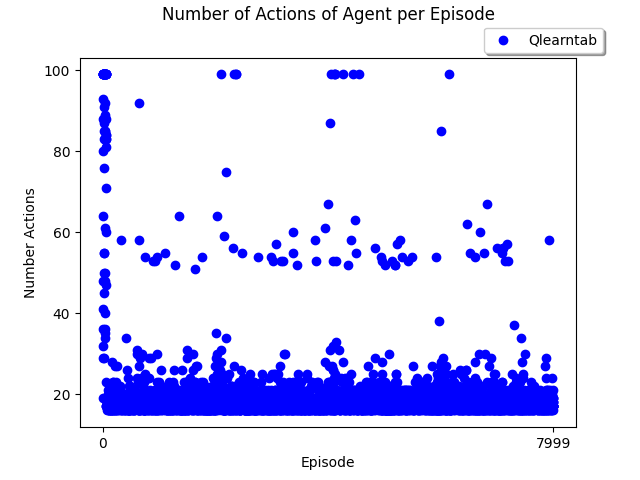 Number of Actions of Agent per Episode
Qlearntab
100
80
60
40
20
Number Actions
0
7999
Episode